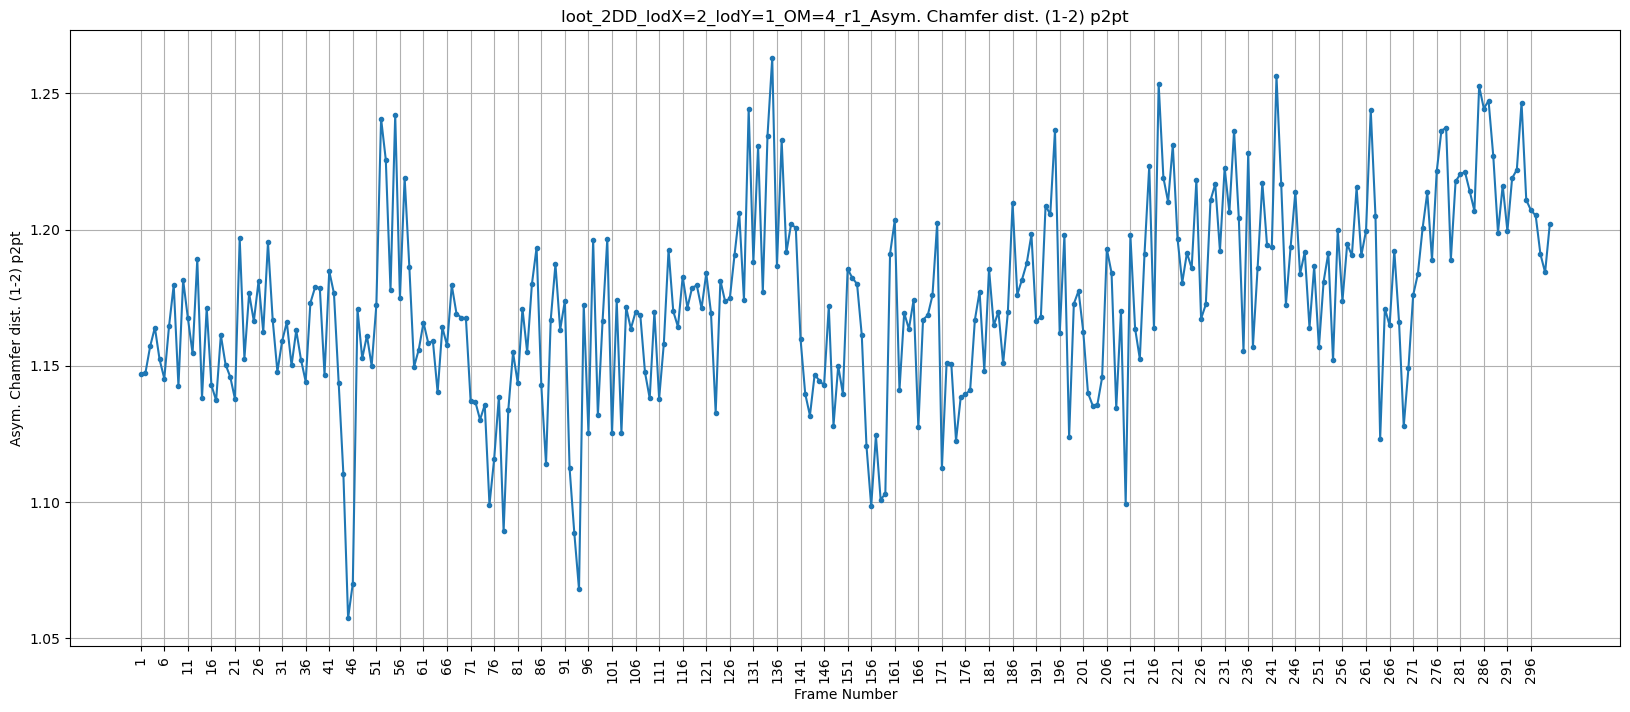 loot_2DD_lodX=2_lodY=1_OM=4_r1_Asym. Chamfer dist. (1-2) p2pt
Asym. Chamfer dist. (1-2) p2pt
1.25
1.20
1.15
1.10
1.05
1 6 11 16 21 26 31 36 41 46 51 56 61 66 71 76 81 86 91 96 101 106 111 116 121 126 131 136 141 146 151 156 161 166 171 176 181 186 191 196 201 206 211 216 221 226 231 236 241 246 251 256 261 266 271 276 281 286 291 296
Frame Number